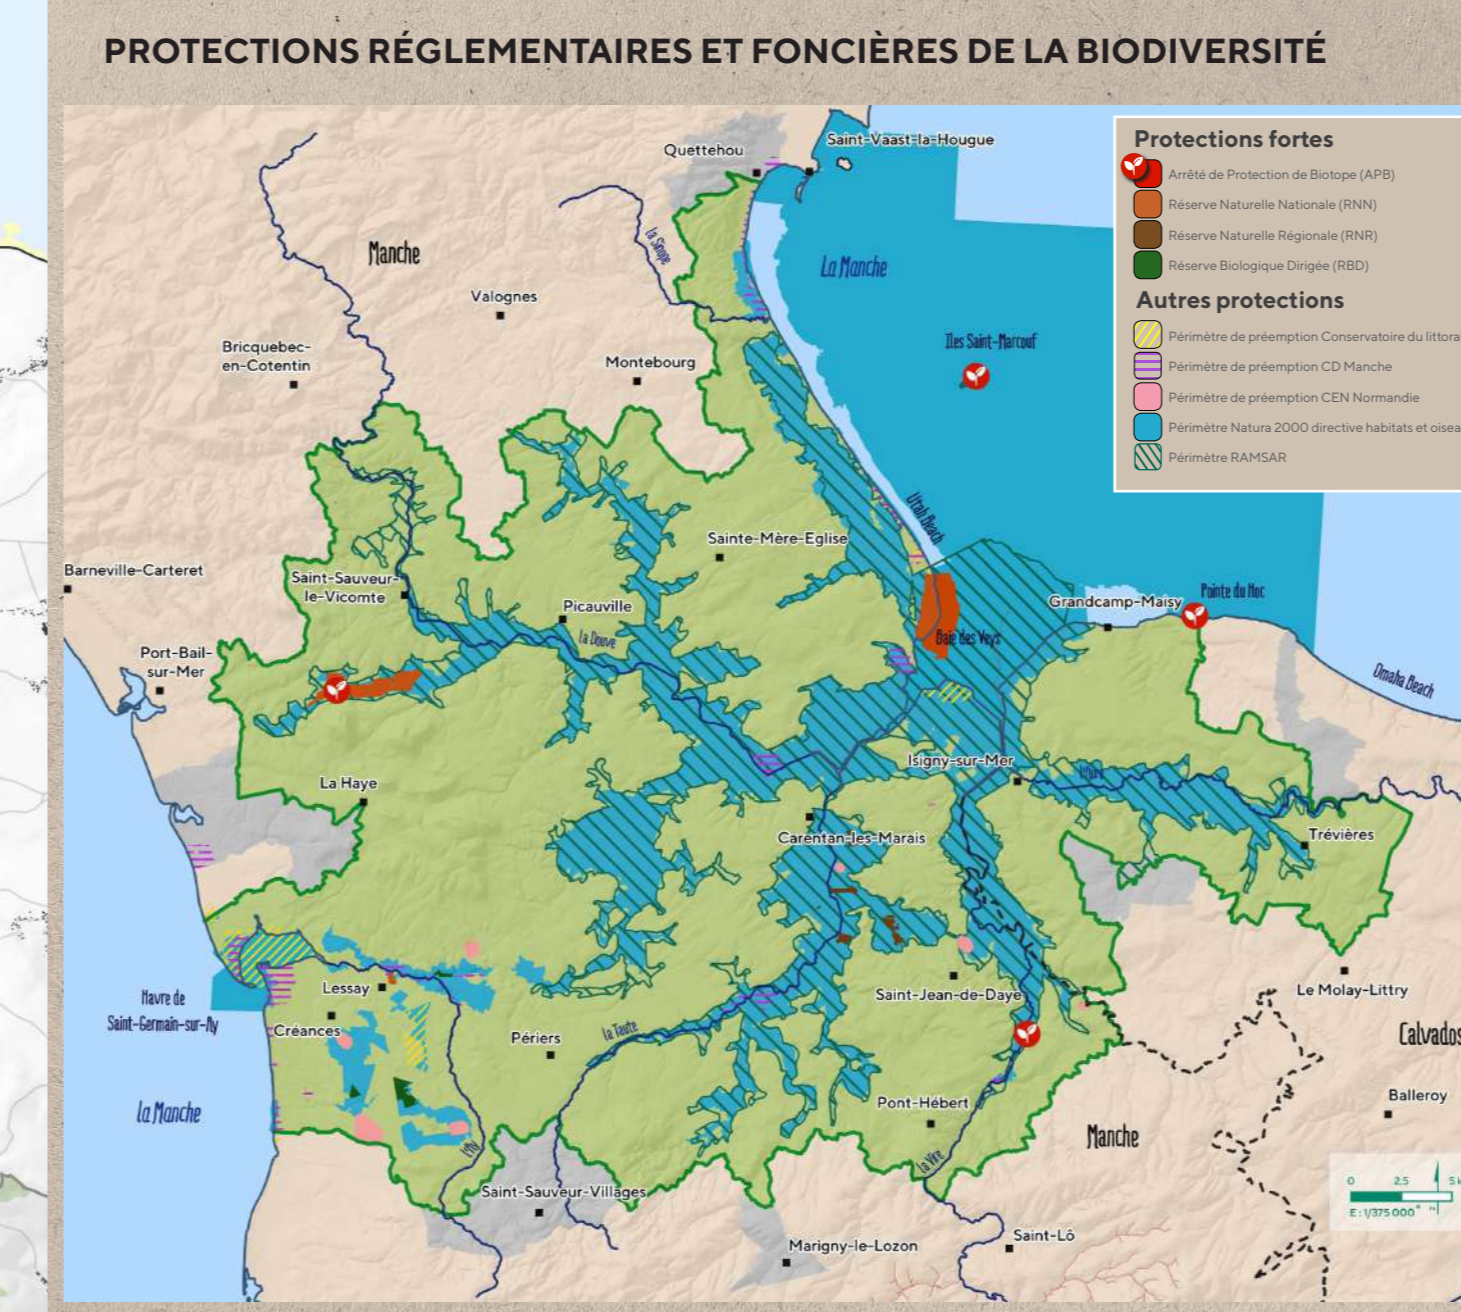 PROTECTIONS RÉGLEMENTAIRES ET FONCIÈRES DE LA BIODIVERSITÉ
Protections fortes
Arrêté de Protection de Biotope (APB)
Réserve Naturelle Nationale (RNN)
Réserve Naturelle Régionale (RNR)
Réserve Biologique Dirigée (RBD)
Autres protections
Périmètre de préemption Conservatoire du littora
Périmètre de préemption CD Manche
Périmètre de préemption CEN Normandie
Périmètre Natura 2000 directive habitats et oisea
Périmètre RAMSAR
Quettehou
Saint-Vaast-la-Hougue
Manche
la Sinope
La Manche
Valognes
Iles Saint-Marcouf
Bricquebec-
en-Cotentin
Montebourg
Utah Beach
Sainte-Mère-Eglise
Barneville-Carteret
Saint-Sauveur-
le-Vicomte
Picauville
Grandcamp-Maisy
Pointe du Hoc
la Douve
Baie des Veys
Port-Bail-
sur-Mer
Omaha Beach
Isigny-sur-Mer
La Haye
Carentan-les-Marais
Trévières
Lessay
Havre de
Saint-Germain-sur-Ay
Saint-Jean-de-Daye
Le Molay-Littry
Créances
Périers
la Taute
Calvados
La Manche
Pont-Hébert
Balleroy
Manche
L'Ay
la Vire
Saint-Sauveur-Villages
Saint-Lô
Marigny-le-Lozon
0 2.5 5 k
E : 1/375 000
N